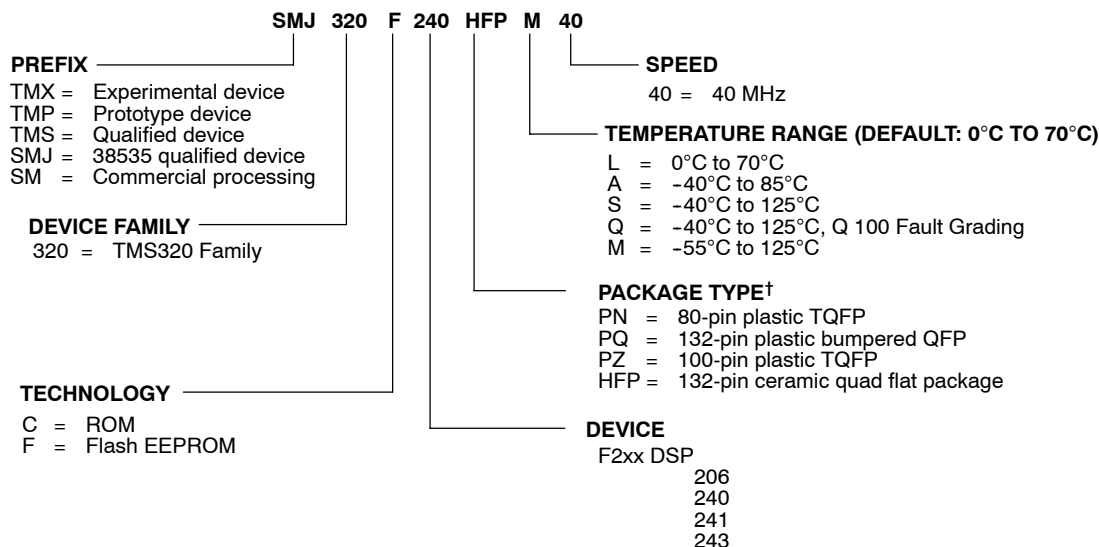 SMJ 320 F 240 HFP M 40
PREFIX
TMX = Experimental device
TMP = Prototype device
TMS = Qualified device
SMJ = 38535 qualified device
SM = Commercial processing
DEVICE FAMILY
320 = TMS320 Family
TECHNOLOGY
C = ROM
F = Flash EEPROM
SPEED
40 = 40 MHz
TEMPERATURE RANGE (DEFAULT: 0°C TO 70°C)
L = 0°C to 70°C
A = -40°C to 85°C
S = -40°C to 125°C
Q = -40°C to 125°C, Q 100 Fault Grading
M = -55°C to 125°C
PACKAGE TYPE†
PN = 80-pin plastic TQFP
PQ = 132-pin plastic bumpered QFP
PZ = 100-pin plastic TQFP
HFP = 132-pin ceramic quad flat package
DEVICE
F2xx DSP
206
240
241
243